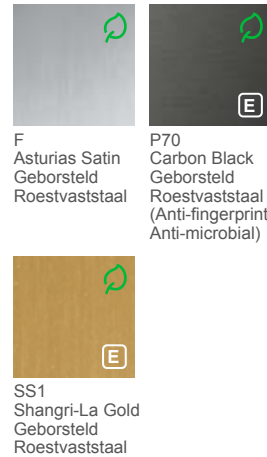 F
Asturias Satin
Geborsteld
Roestvaststaal
E
P70
Carbon Black
Geborsteld
Roestvaststaal
(Anti-fingerprint
Anti-microbial)
E
SS1
Shangri-La Gold
Geborsteld
Roestvaststaal